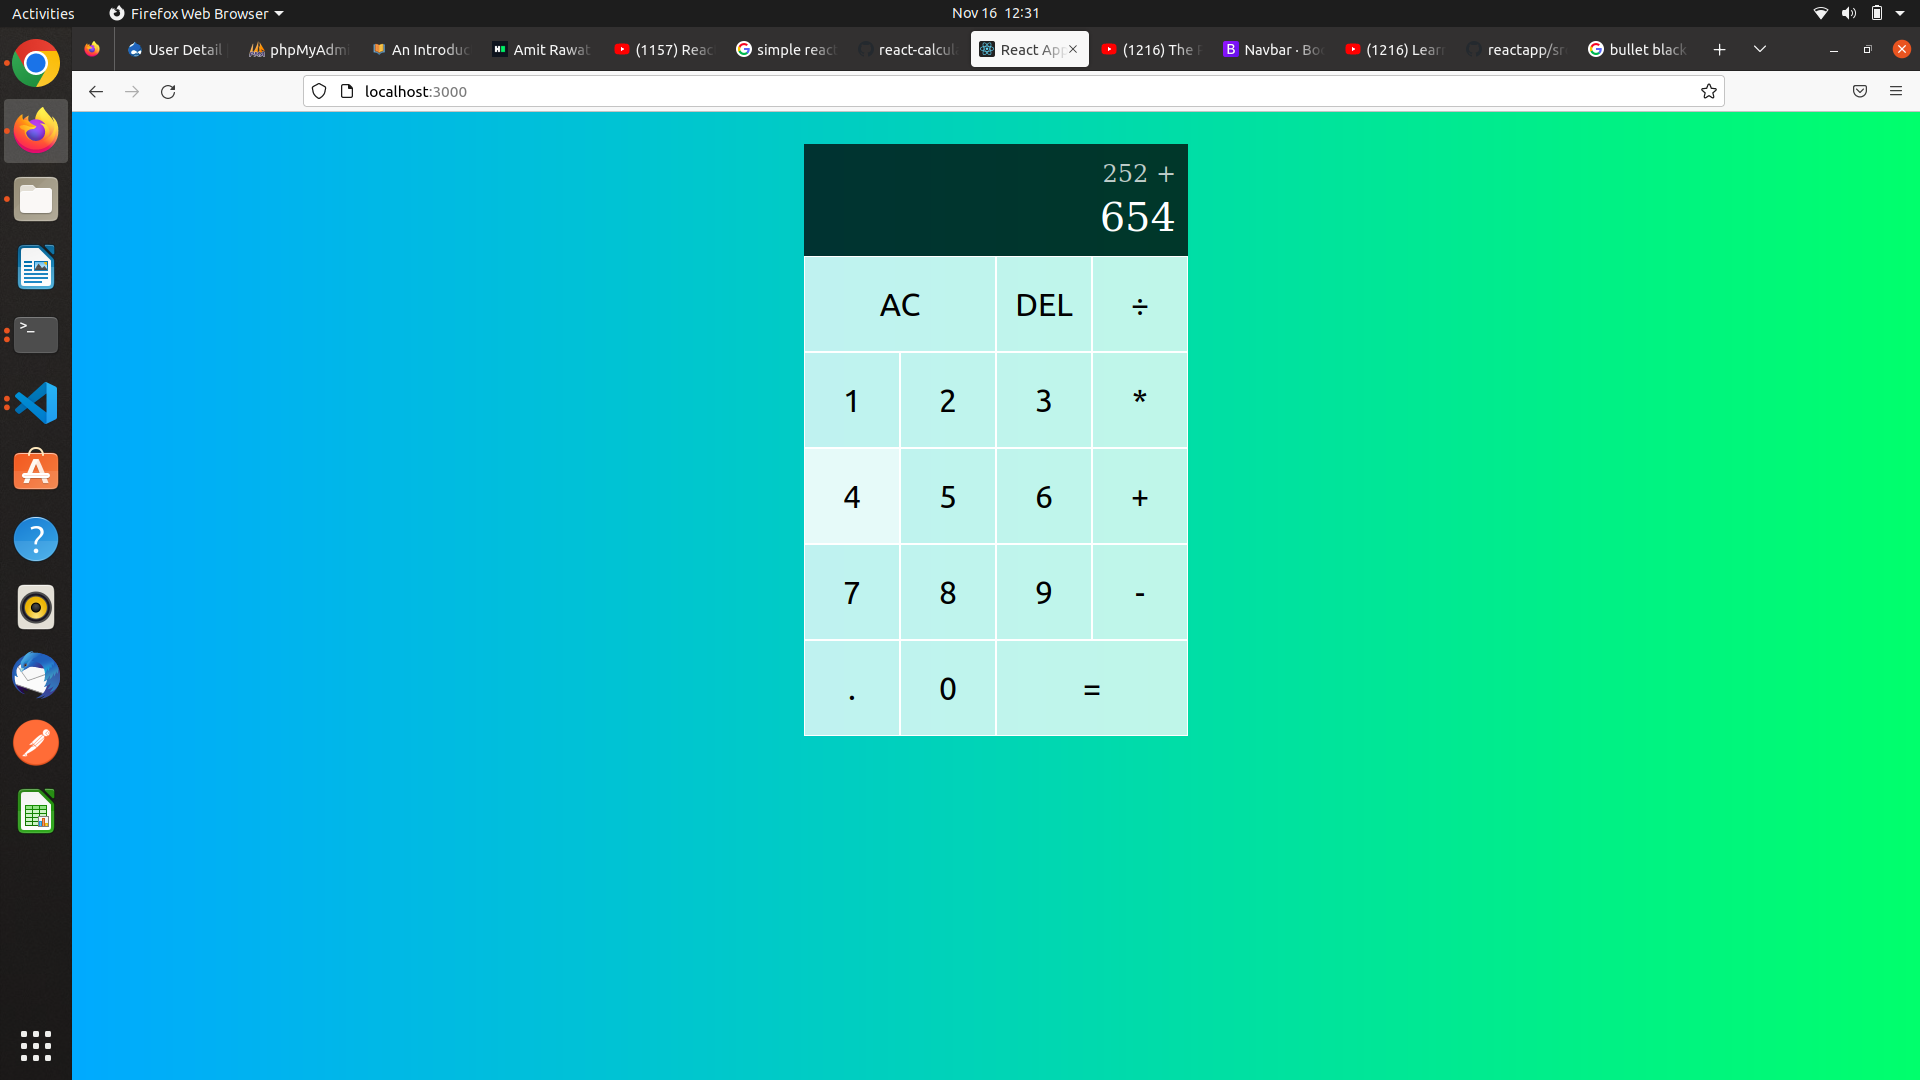 Activities Firefox Web Browser Nov 16 12:31
User Detail phpMyAdmi An Introduc Amit Rawat (1157) Reac simple reac react-calcul React App (1216) The Navbar · Bo (1216) Lear reactapp/sr bullet black
localhost:3000
252 +
654
AC DEL ÷
1 2 3 *
4 5 6 +
7 8 9 -
. 0 =